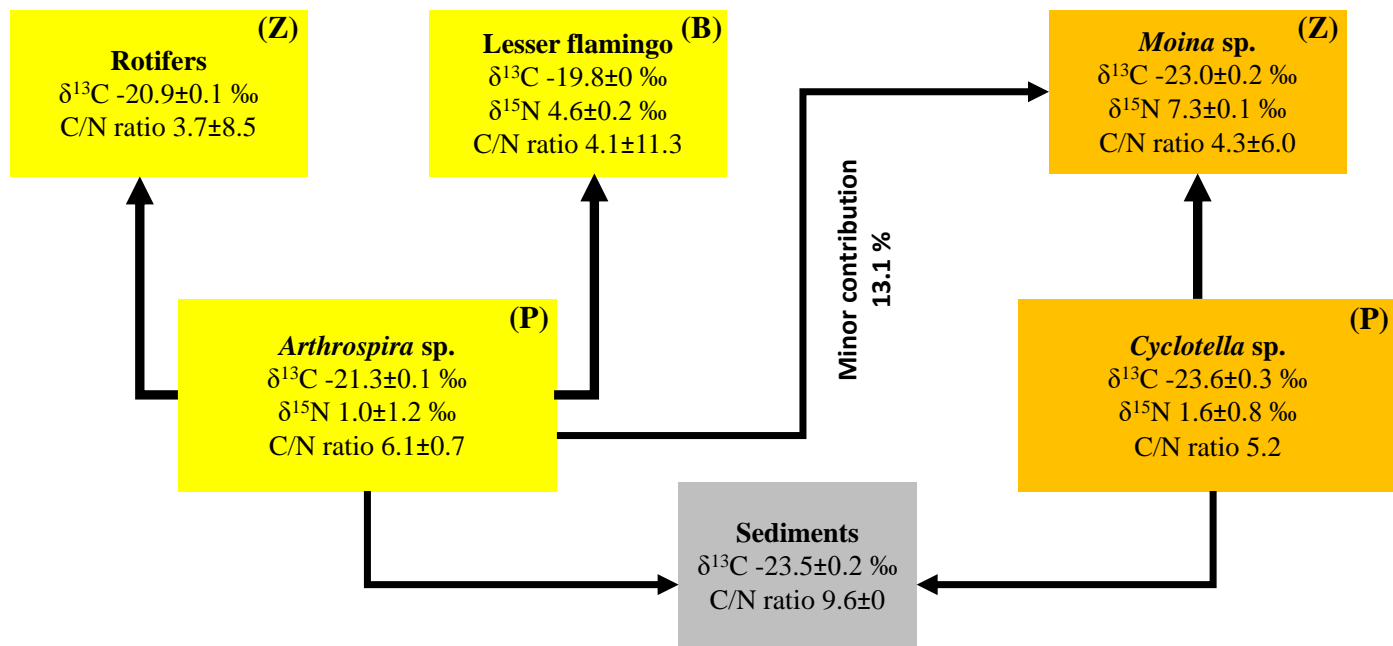 (Z)
Rotifers
δ¹³C -20.9±0.1 ‰
C/N ratio 3.7±8.5
(B)
Lesser flamingo
δ¹³C -19.8±0 ‰
δ¹⁵N 4.6±0.2 ‰
C/N ratio 4.1±11.3
(Z)
Moina sp.
δ¹³C -23.0±0.2 ‰
δ¹⁵N 7.3±0.1 ‰
C/N ratio 4.3±6.0
Minor contribution
13.1 %
(P)
Arthrospira sp.
δ¹³C -21.3±0.1 ‰
δ¹⁵N 1.0±1.2 ‰
C/N ratio 6.1±0.7
(P)
Cyclotella sp.
δ¹³C -23.6±0.3 ‰
δ¹⁵N 1.6±0.8 ‰
C/N ratio 5.2
Sediments
δ¹³C -23.5±0.2 ‰
C/N ratio 9.6±0